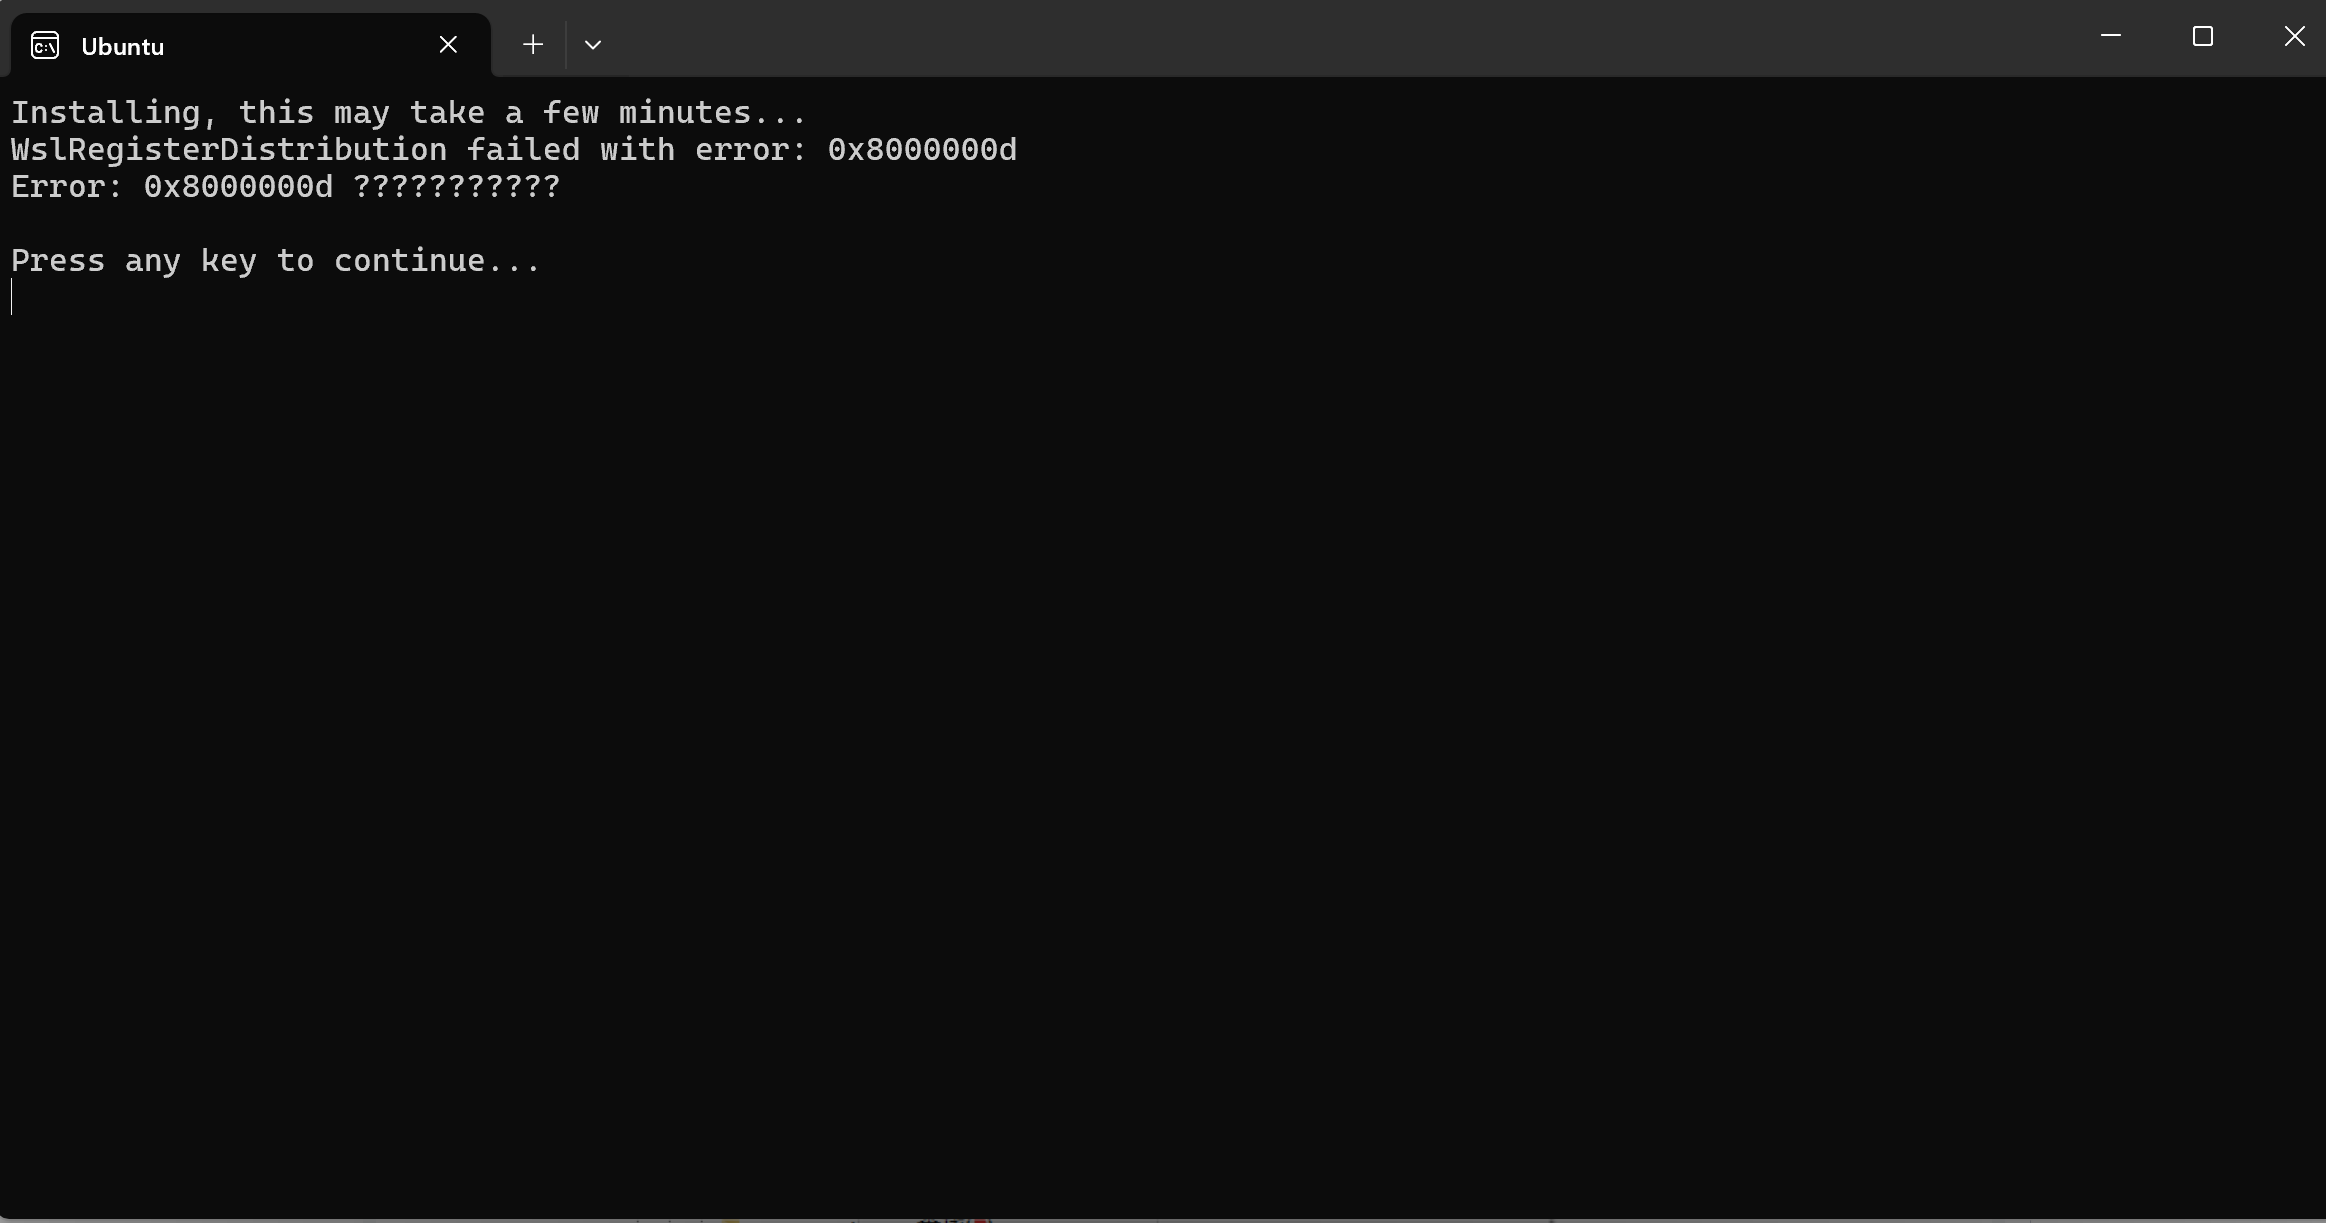 Ubuntu
Installing, this may take a few minutes...
WslRegisterDistribution failed with error: 0x8000000d
Error: 0x8000000d ???????????
Press any key to continue...